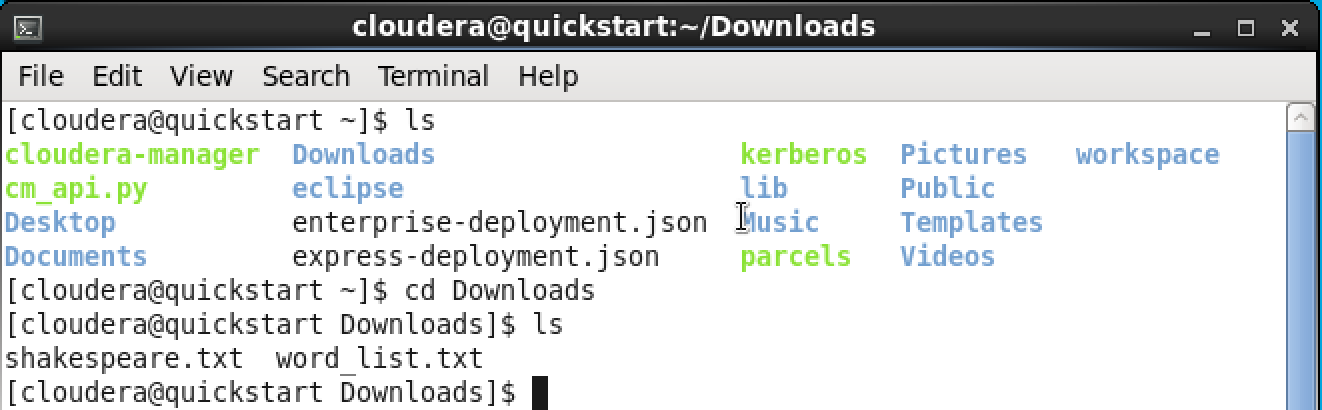 cloudera@quickstart:~/Downloads
File Edit View Search Terminal Help
[cloudera@quickstart ~]$ ls
cloudera-manager  Downloads                   kerberos  Pictures   workspace
cm_api.py         eclipse                     lib       Public
Desktop           enterprise-deployment.json  Music     Templates
Documents         express-deployment.json     parcels   Videos
[cloudera@quickstart ~]$ cd Downloads
[cloudera@quickstart Downloads]$ ls
shakespeare.txt  word_list.txt
[cloudera@quickstart Downloads]$